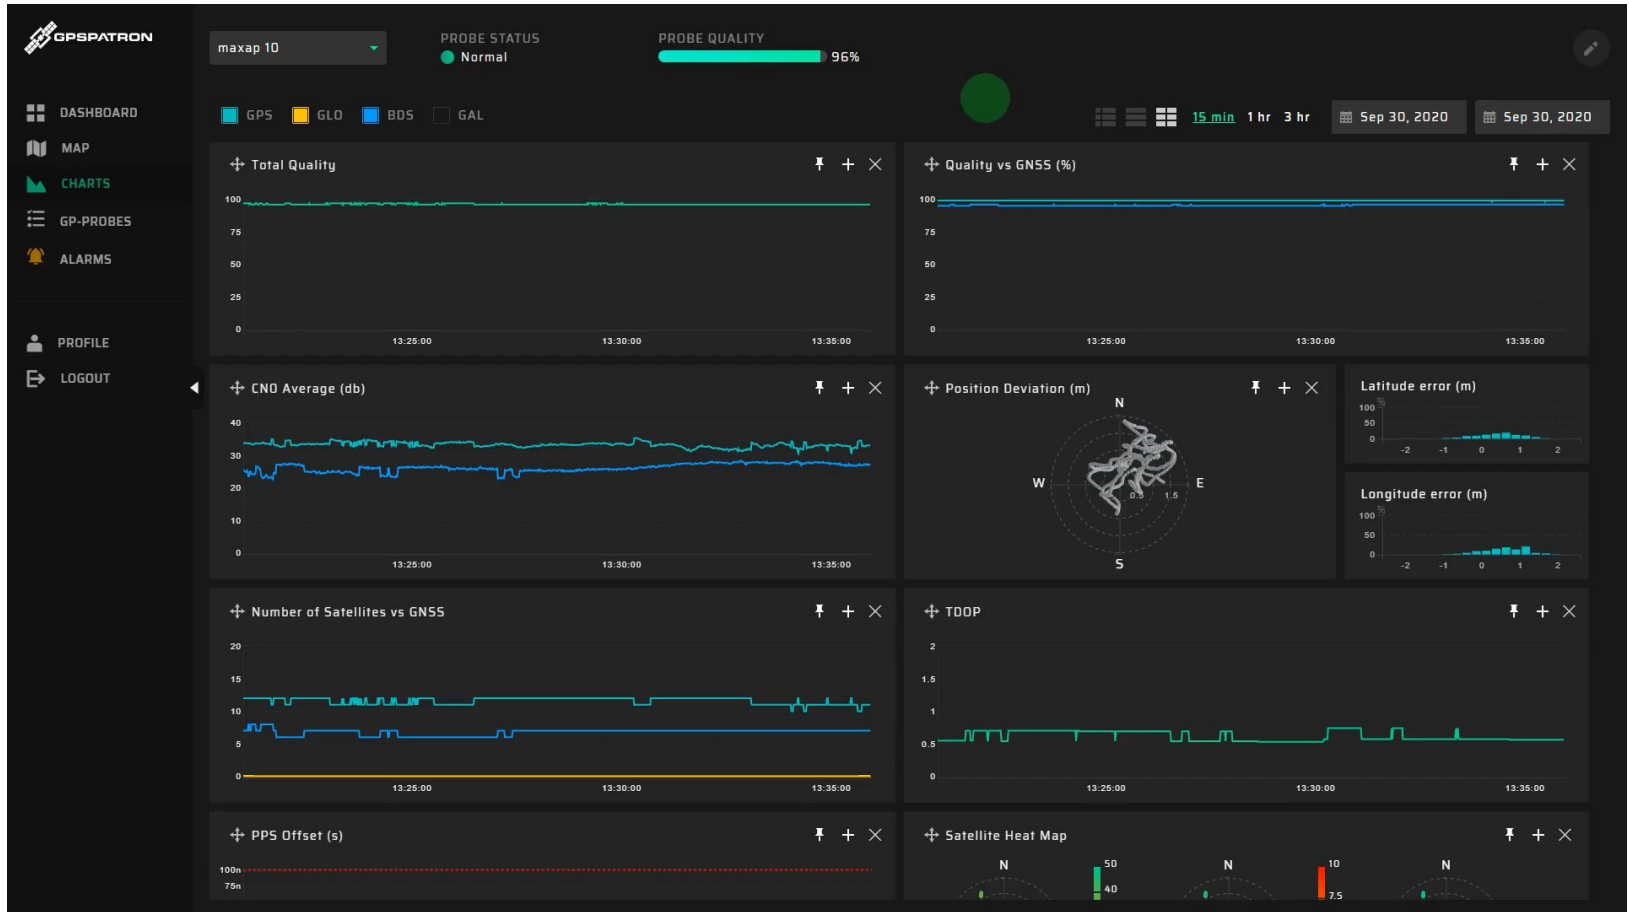 GPSPATRON
maxap 10
PROBE STATUS
Normal
PROBE QUALITY
96%
DASHBOARD
MAP
CHARTS
GP-PROBES
ALARMS
PROFILE
LOGOUT
GPS GLO BDS GAL
15 min 1 hr 3 hr
Sep 30, 2020
Sep 30, 2020
Total Quality
100
75
50
25
0
13:25:00 13:30:00 13:35:00
Quality vs GNSS (%)
100
75
50
25
0
13:25:00 13:30:00 13:35:00
CNO Average (db)
40
30
20
10
0
13:25:00 13:30:00 13:35:00
Position Deviation (m)
N
W
E
S
0.5 1.5
Latitude error (m)
%
100
50
0
-2 -1 0 1 2
Longitude error (m)
%
100
50
0
-2 -1 0 1 2
Number of Satellites vs GNSS
20
15
10
5
0
13:25:00 13:30:00 13:35:00
TDOP
2
1.5
1
0.5
0
13:25:00 13:30:00 13:35:00
PPS Offset (s)
100n
75n
Satellite Heat Map
N
50
40
N
10
7.5
N